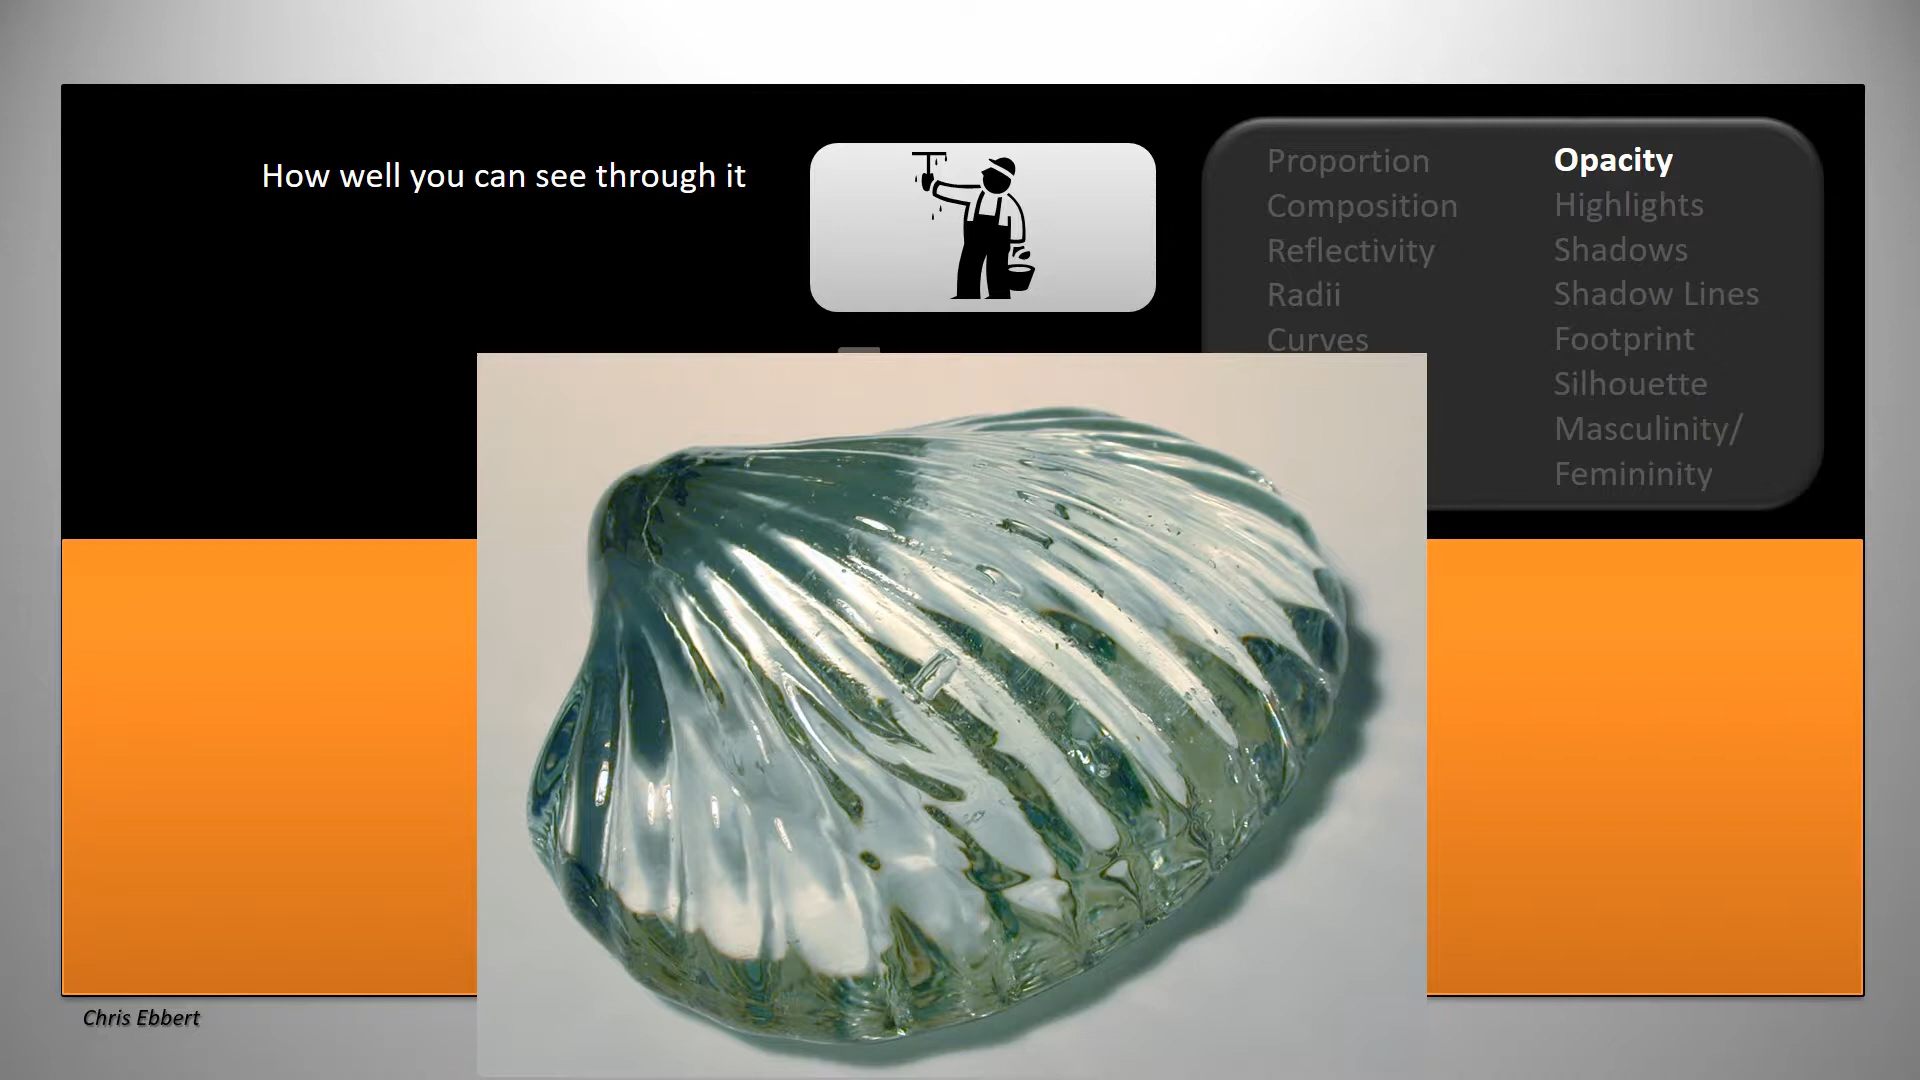 How well you can see through it
Proportion
Composition
Reflectivity
Radii
Curves
Opacity
Highlights
Shadows
Shadow Lines
Footprint
Silhouette
Masculinity/
Femininity
Chris Ebbert